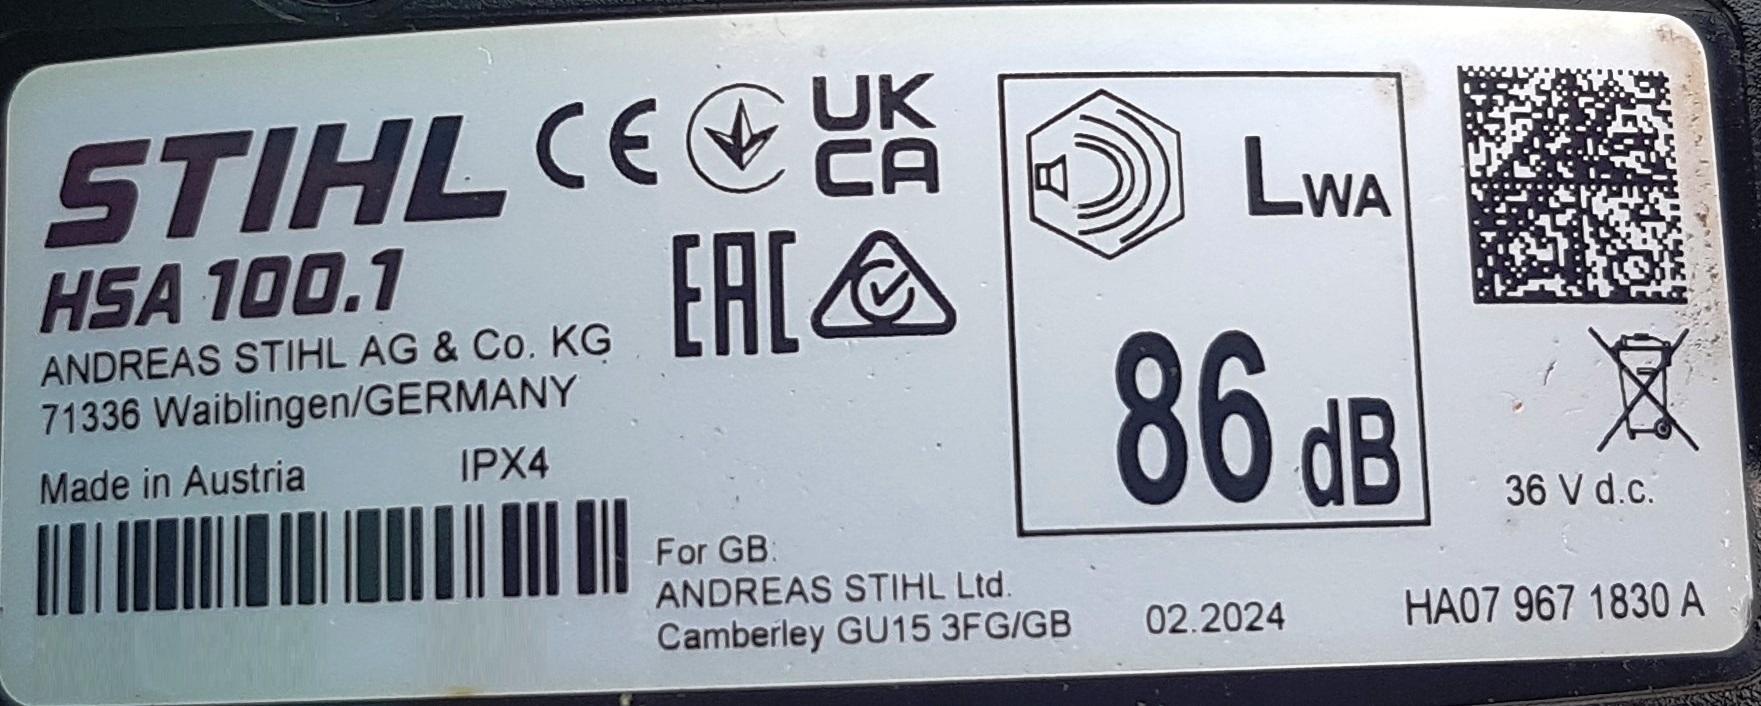 STIHL
HSA 100.1
ANDREAS STIHL AG & Co. KG
71336 Waiblingen/GERMANY
Made in Austria IPX4
CE
UK
CA
EAC
LWA
86 dB
36 V d.c.
For GB:
ANDREAS STIHL Ltd.
Camberley GU15 3FG/GB
02.2024
HA07 967 1830 A